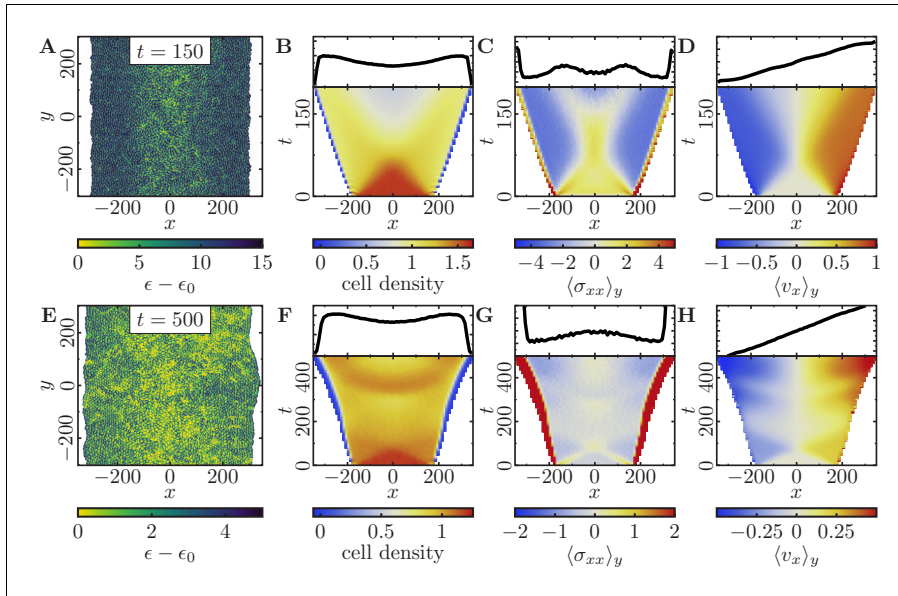 A
t = 150
200
0
−200
y
−200 0 200
x
0 5 10 15
ϵ − ϵ₀
B
150
0
t
−200 0 200
x
0 0.5 1 1.5
cell density
C
150
0
t
−200 0 200
x
−4 −2 0 2 4
⟨σxx⟩y
D
150
0
t
−200 0 200
x
−1 −0.5 0 0.5 1
⟨vx⟩y
E
t = 500
200
0
−200
y
−200 0 200
x
0 2 4
ϵ − ϵ₀
F
400
200
0
t
−200 0 200
x
0 0.5 1
cell density
G
400
200
0
t
−200 0 200
x
−2 −1 0 1 2
⟨σxx⟩y
H
400
200
0
t
−200 0 200
x
−0.25 0 0.25
⟨vx⟩y